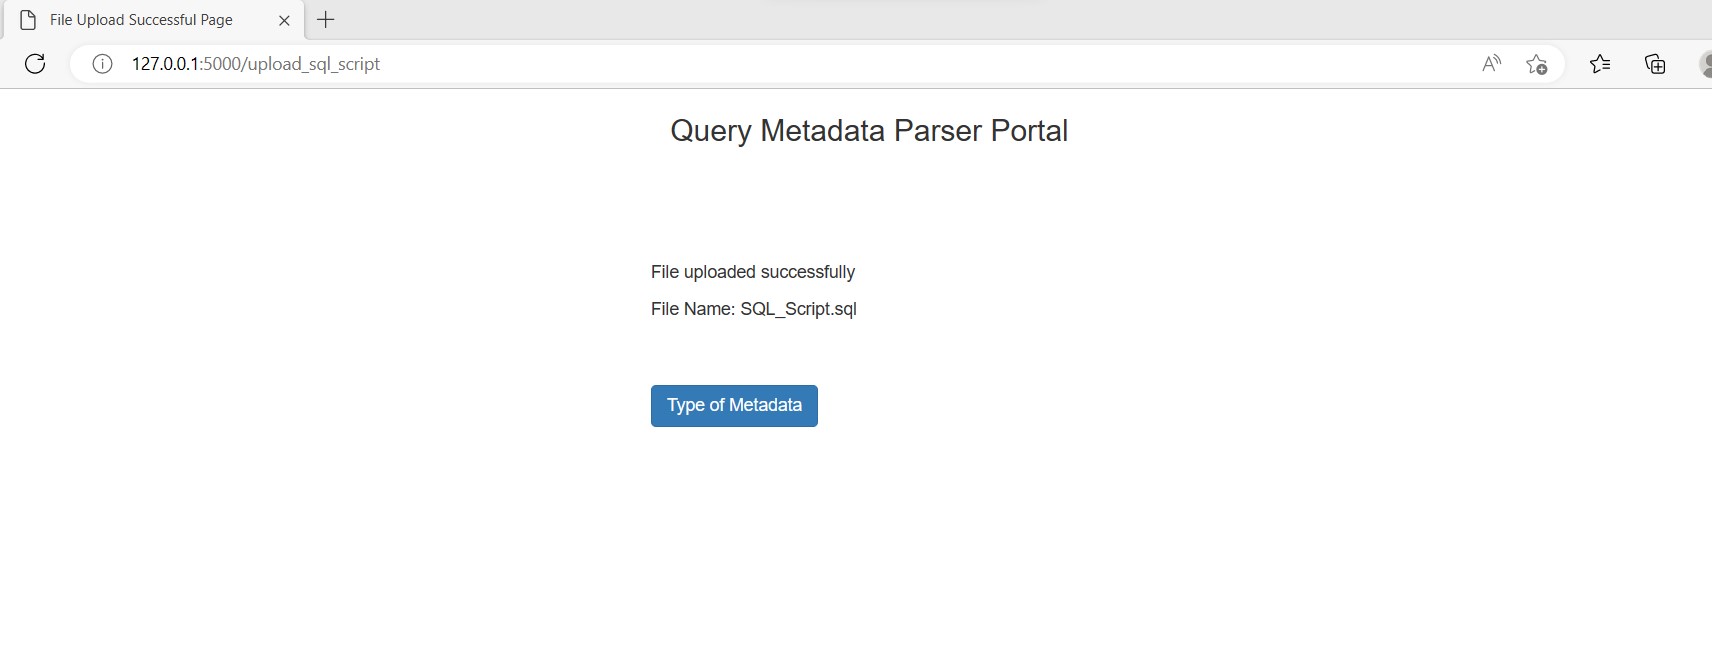 File Upload Successful Page
127.0.0.1:5000/upload_sql_script
Query Metadata Parser Portal
File uploaded successfully
File Name: SQL_Script.sql
Type of Metadata